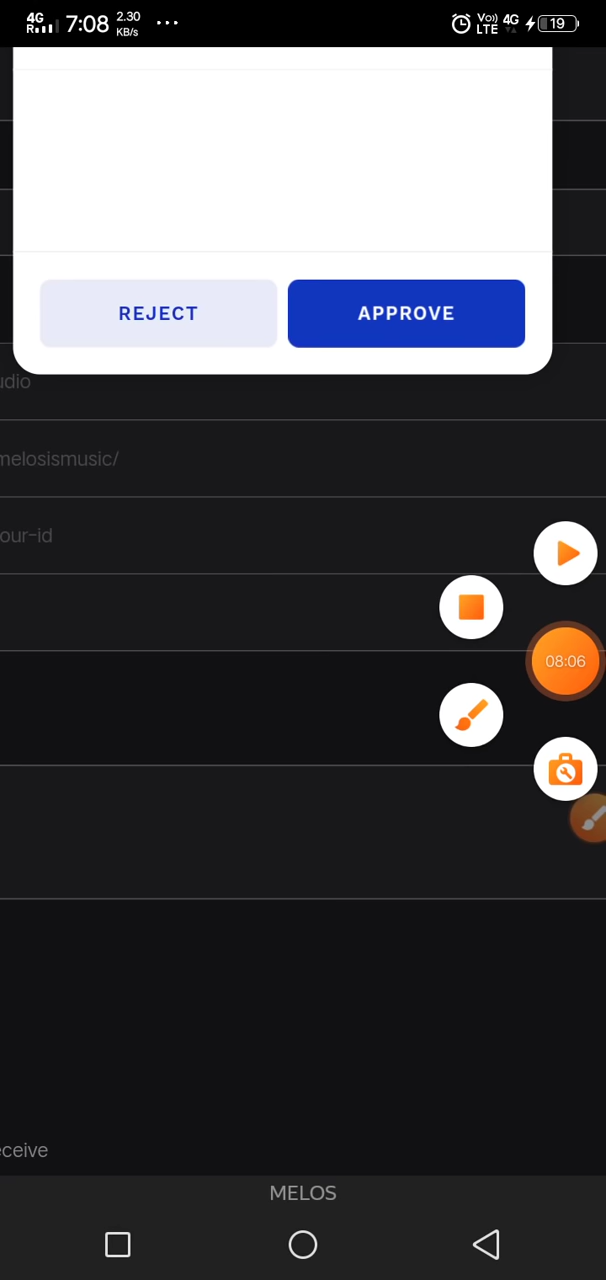 4G
R
7:08
2.30
KB/s
...
Vo))
LTE
4G
19
REJECT
APPROVE
udio
melosismusic/
our-id
08:06
eceive
MELOS